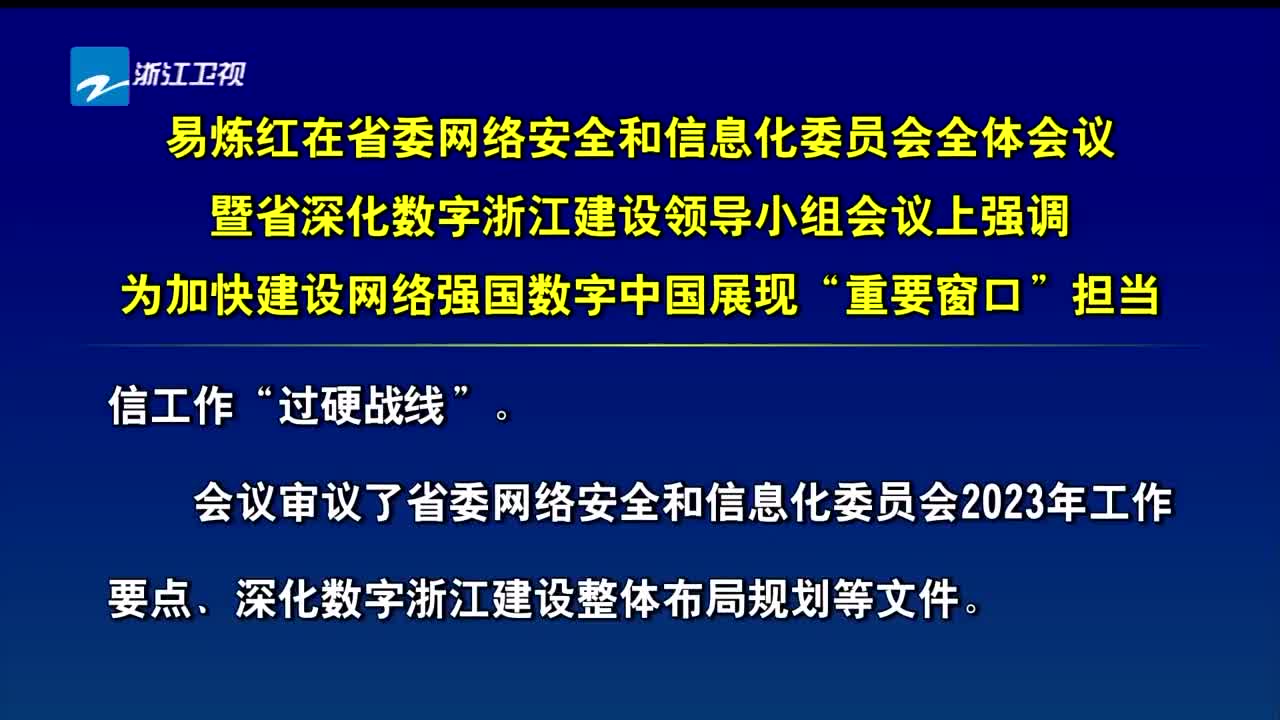 浙江卫视
易炼红在省委网络安全和信息化委员会全体会议
暨省深化数字浙江建设领导小组会议上强调
为加快建设网络强国数字中国展现“重要窗口”担当
信工作“过硬战线”。
会议审议了省委网络安全和信息化委员会2023年工作
要点、深化数字浙江建设整体布局规划等文件。